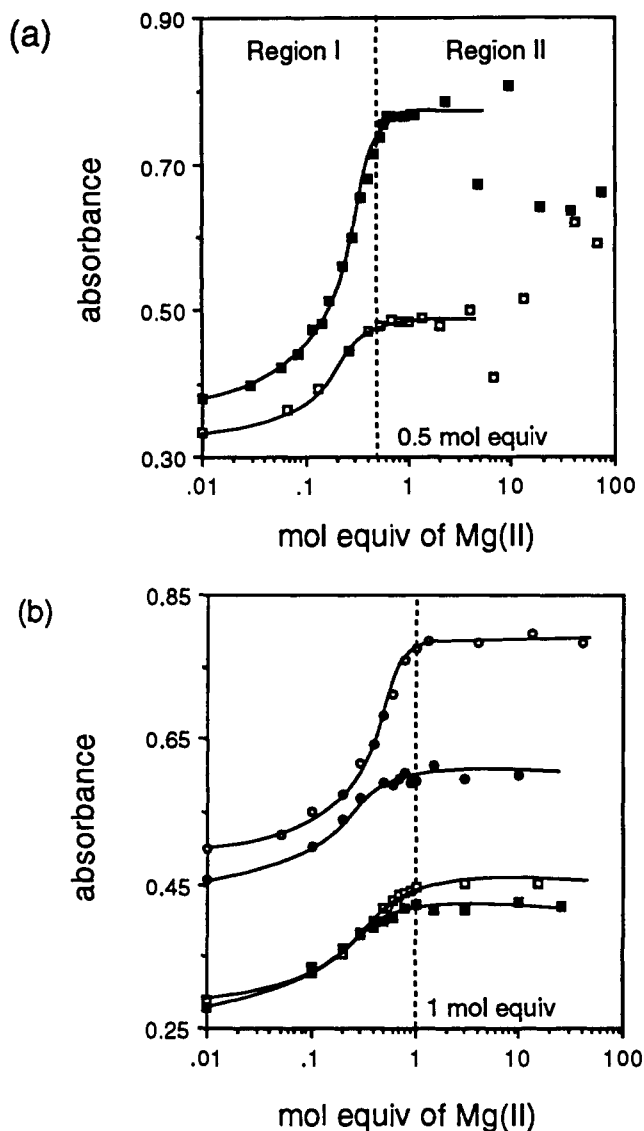 (a)
0.90
Region I
Region II
0.70
absorbance
0.50
0.5 mol equiv
0.30
.01
.1
1
10
100
mol equiv of Mg(II)
(b)
0.85
0.65
absorbance
0.45
1 mol equiv
0.25
.01
.1
1
10
100
mol equiv of Mg(II)